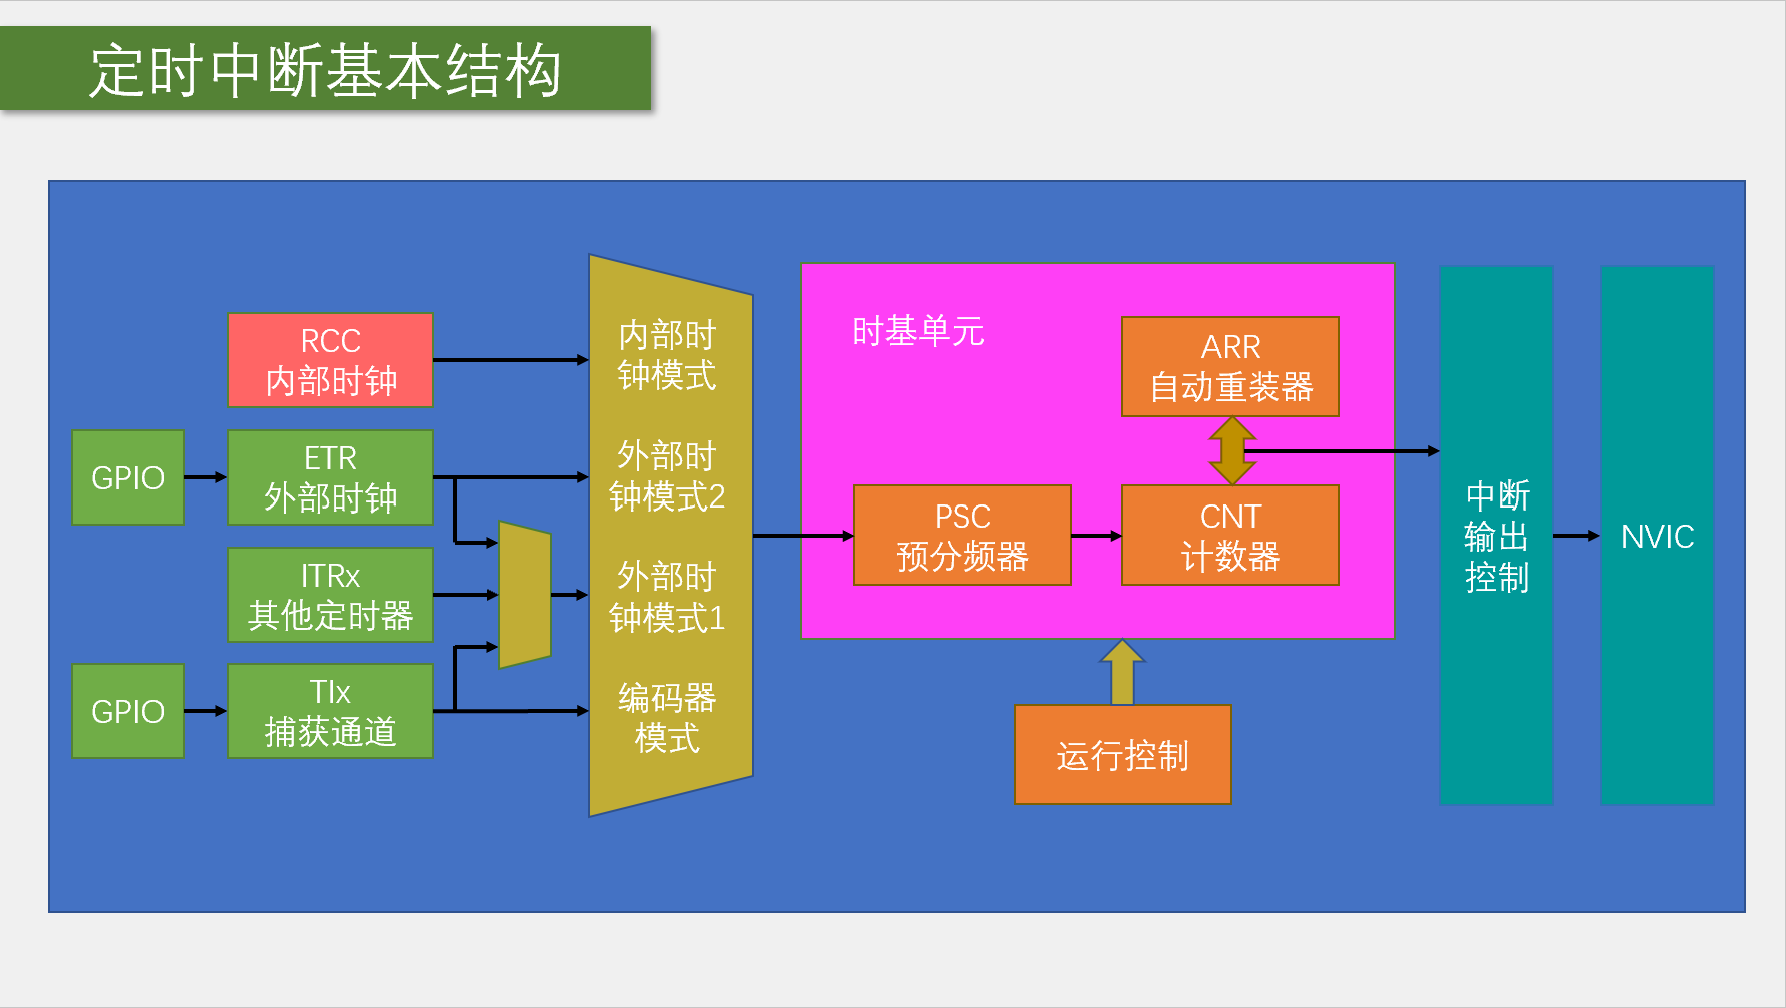 定时中断基本结构
RCC
内部时钟
GPIO
ETR
外部时钟
ITRx
其他定时器
GPIO
TIx
捕获通道
内部时
钟模式
外部时
钟模式2
外部时
钟模式1
编码器
模式
时基单元
ARR
自动重装器
PSC
预分频器
CNT
计数器
运行控制
中断
输出
控制
NVIC